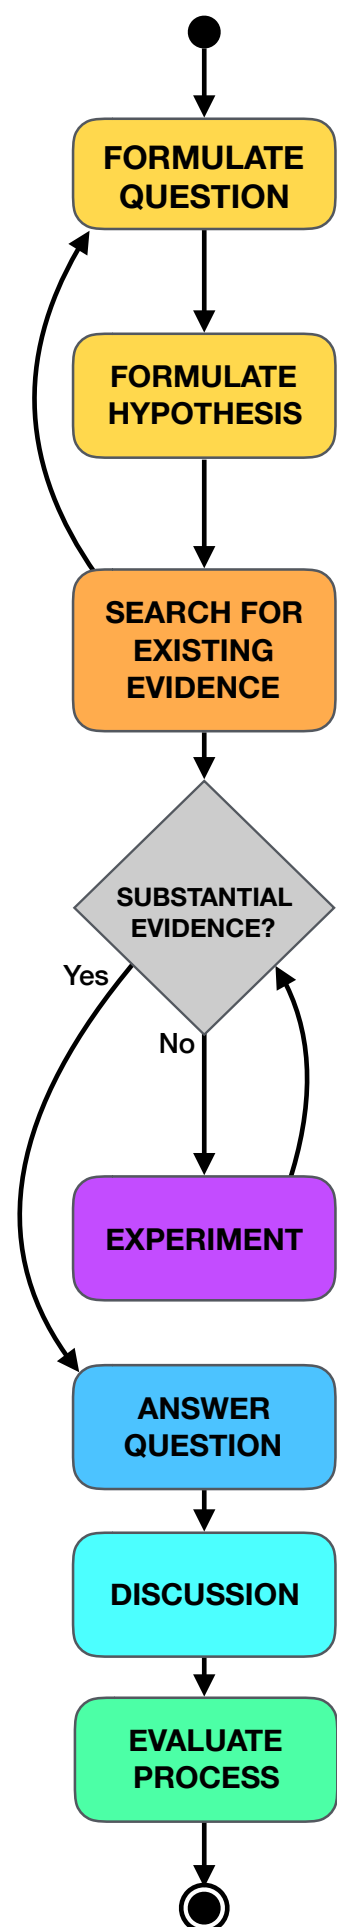 FORMULATE
QUESTION
FORMULATE
HYPOTHESIS
SEARCH FOR
EXISTING
EVIDENCE
SUBSTANTIAL
EVIDENCE?
Yes
No
EXPERIMENT
ANSWER
QUESTION
DISCUSSION
EVALUATE
PROCESS